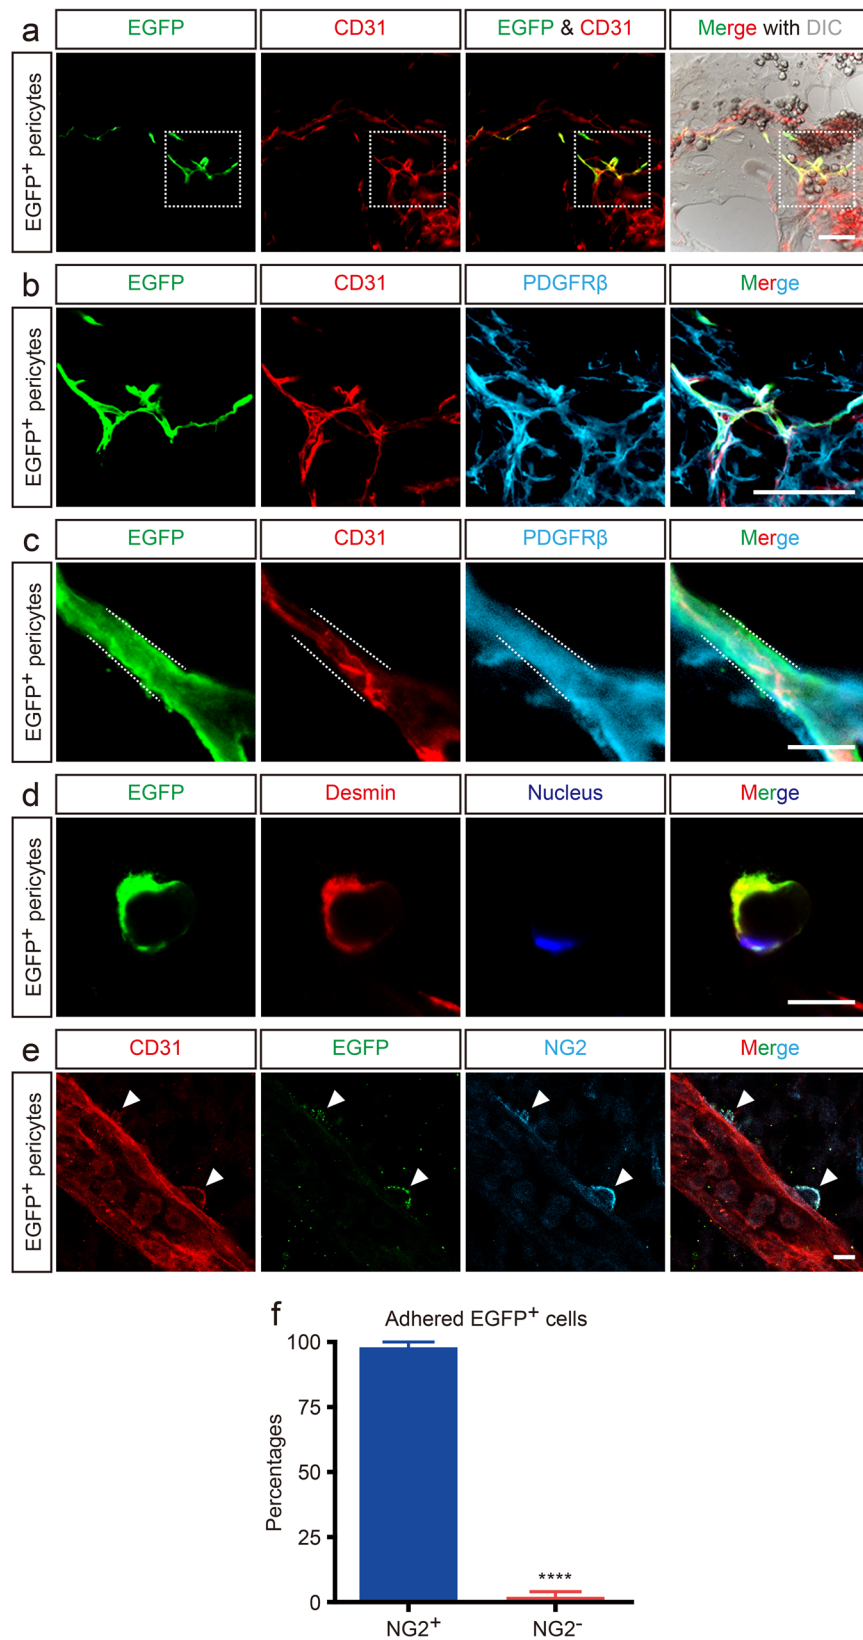 a
EGFP
CD31
EGFP & CD31
Merge with DIC
EGFP⁺ pericytes
b
EGFP
CD31
PDGFRβ
Merge
EGFP⁺ pericytes
c
EGFP
CD31
PDGFRβ
Merge
EGFP⁺ pericytes
d
EGFP
Desmin
Nucleus
Merge
EGFP⁺ pericytes
e
CD31
EGFP
NG2
Merge
EGFP⁺ pericytes
f
Adhered EGFP⁺ cells
Percentages
100
75
50
25
0
****
NG2⁺
NG2⁻